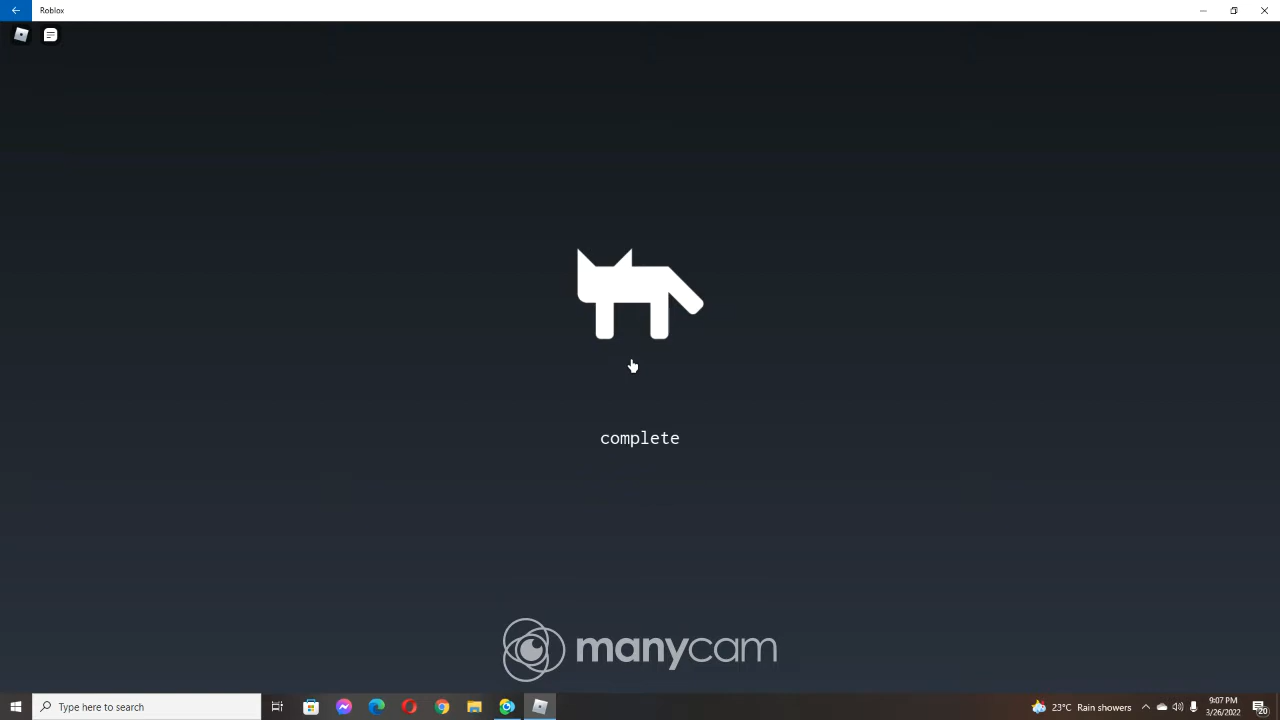 Roblox
complete
manycam
Type here to search
23°C Rain showers
9:07 PM
3/26/2022
20